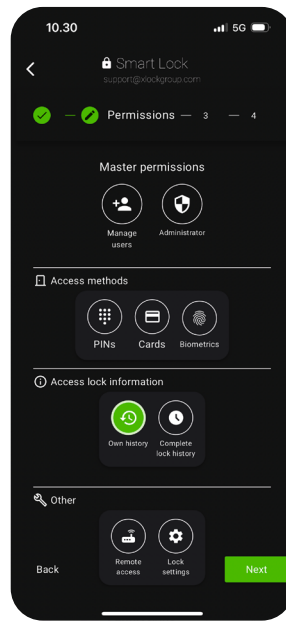 10.30
5G
Smart Lock
support@xlockgroup.com
Permissions — 3 — 4
Master permissions
Manage
users
Administrator
Access methods
PINs
Cards
Biometrics
Access lock information
Own history
Complete
lock history
Other
Remote
access
Lock
settings
Back
Next